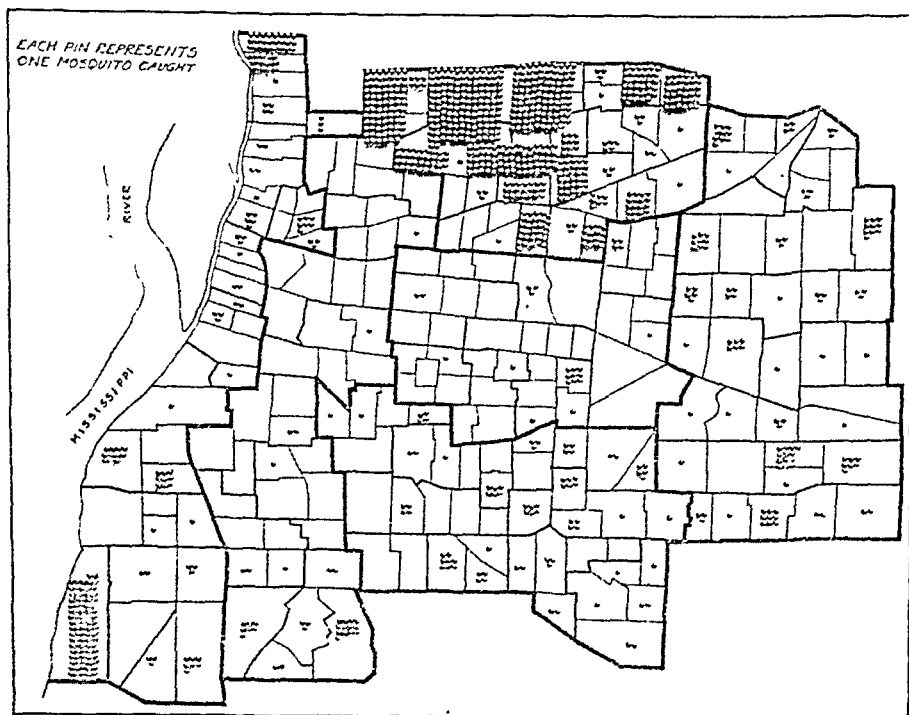 EACH PIN REPRESENTS
ONE MOSQUITO CAUGHT
RIVER
MISSISSIPPI